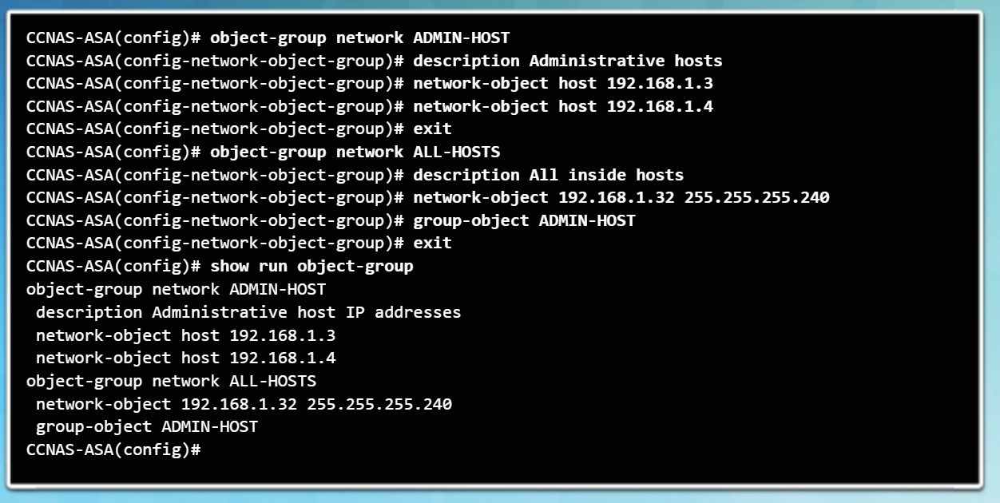 CCNAS-ASA(config)# object-group network ADMIN-HOST
CCNAS-ASA(config-network-object-group)# description Administrative hosts
CCNAS-ASA(config-network-object-group)# network-object host 192.168.1.3
CCNAS-ASA(config-network-object-group)# network-object host 192.168.1.4
CCNAS-ASA(config-network-object-group)# exit
CCNAS-ASA(config)# object-group network ALL-HOSTS
CCNAS-ASA(config-network-object-group)# description All inside hosts
CCNAS-ASA(config-network-object-group)# network-object 192.168.1.32 255.255.255.240
CCNAS-ASA(config-network-object-group)# group-object ADMIN-HOST
CCNAS-ASA(config-network-object-group)# exit
CCNAS-ASA(config)# show run object-group
object-group network ADMIN-HOST
 description Administrative host IP addresses
 network-object host 192.168.1.3
 network-object host 192.168.1.4
object-group network ALL-HOSTS
 network-object 192.168.1.32 255.255.255.240
 group-object ADMIN-HOST
CCNAS-ASA(config)#